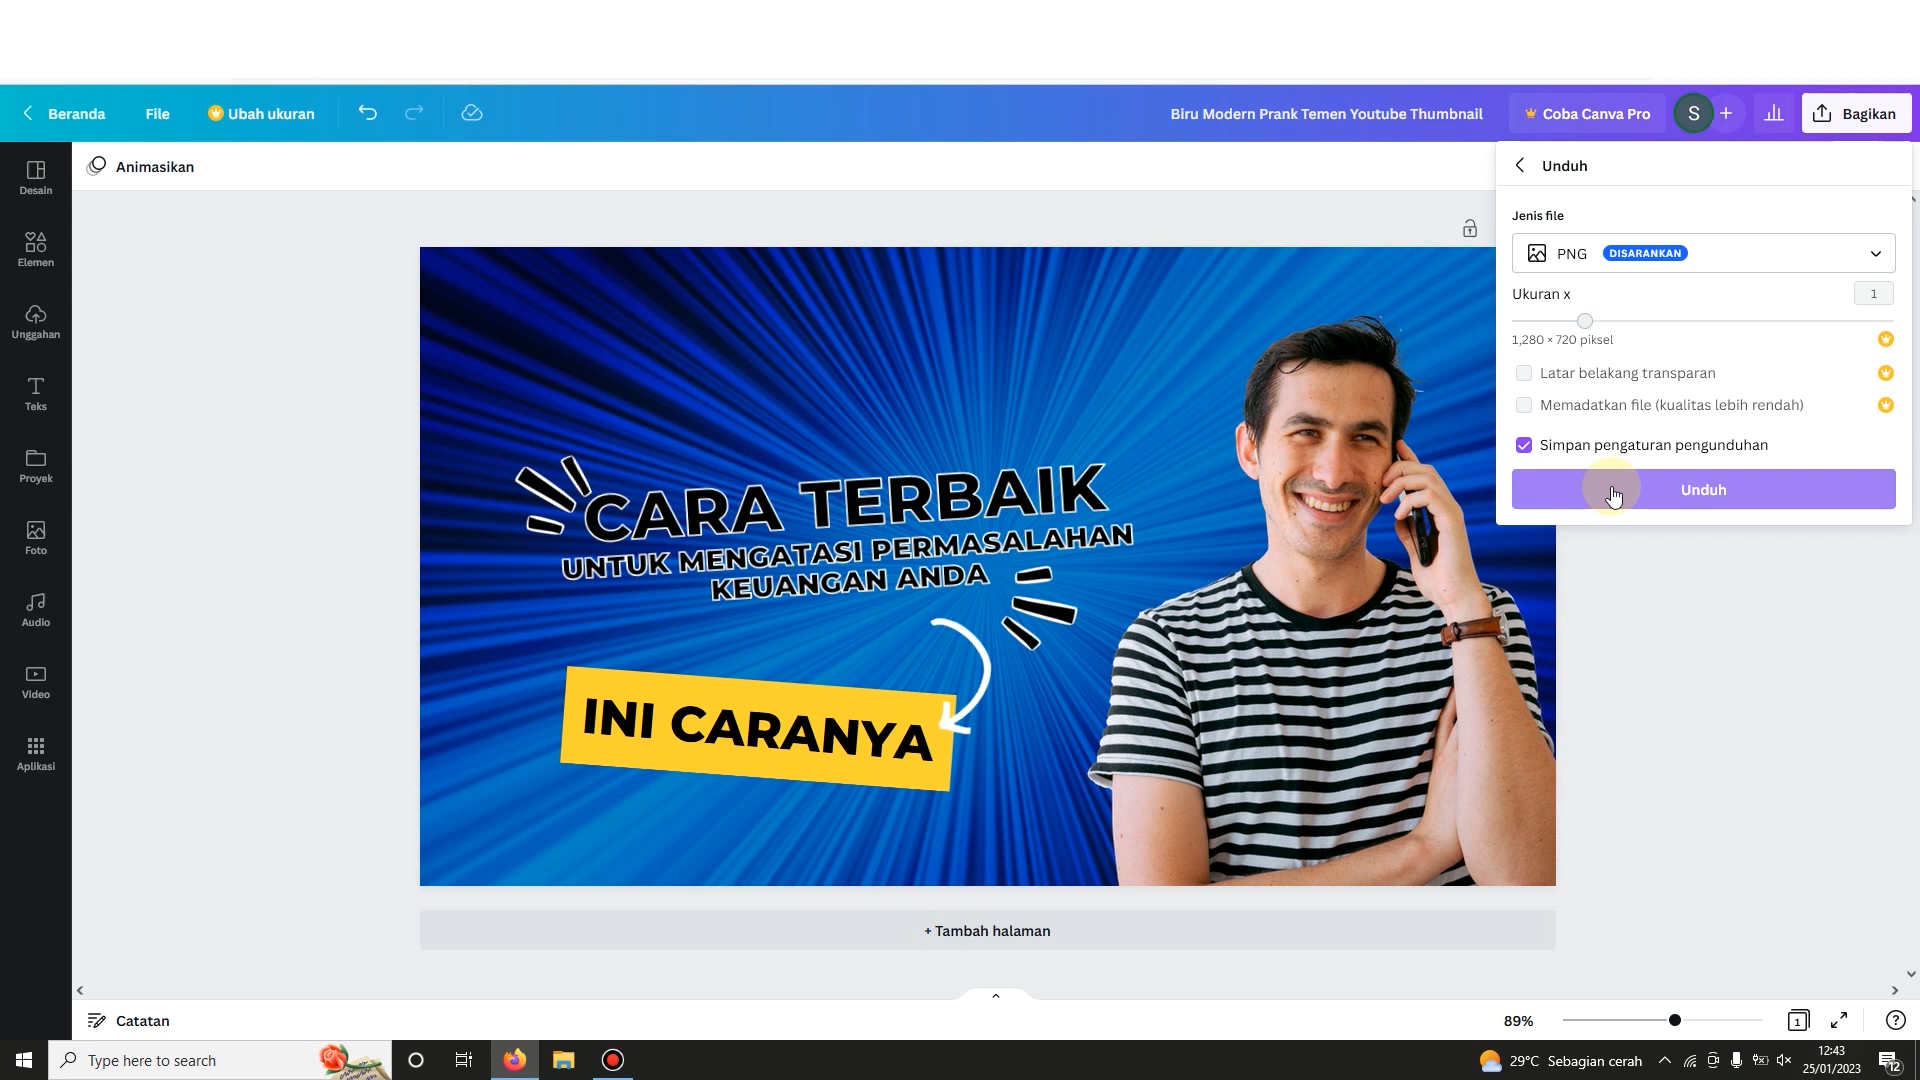 Beranda
File
Ubah ukuran
Biru Modern Prank Temen Youtube Thumbnail
Coba Canva Pro
S
+
Bagikan
Desain
Elemen
Unggahan
Teks
Proyek
Foto
Audio
Video
Aplikasi
Animasikan
CARA TERBAIK
UNTUK MENGATASI PERMASALAHAN
KEUANGAN ANDA
INI CARANYA
+ Tambah halaman
Unduh
Jenis file
PNG DISARANKAN
Ukuran x 1
1,280 × 720 piksel
Latar belakang transparan
Memadatkan file (kualitas lebih rendah)
Simpan pengaturan pengunduhan
Unduh
Catatan
89%
1
?
Type here to search
29°C Sebagian cerah
12:43
25/01/2023
12